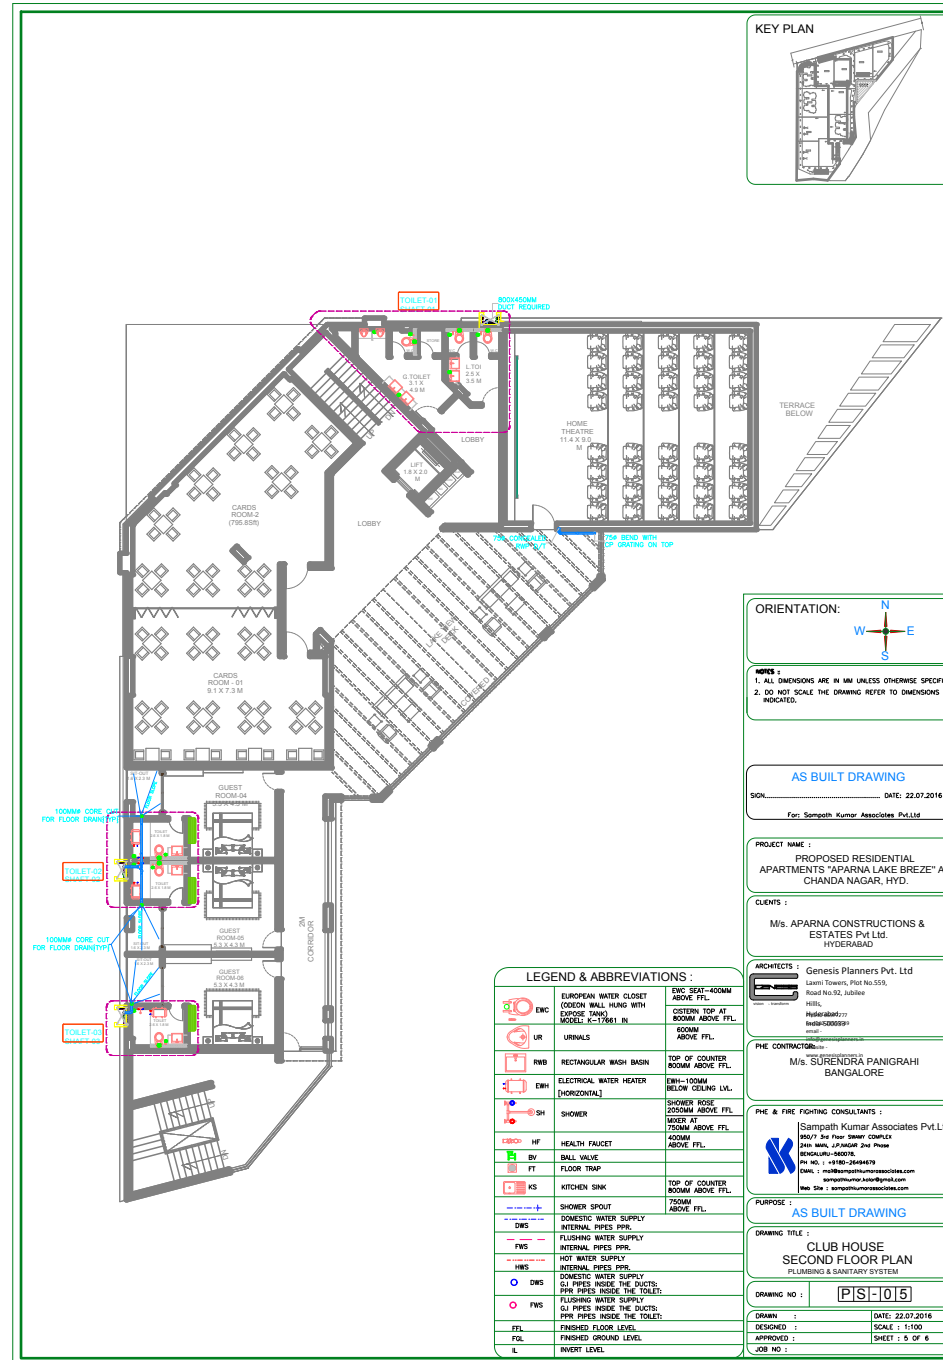 KEY PLAN
TOILET-01
800X450MM
DUCT REQUIRED
G.TOILET
3.1 X
4.9 M
L.TOI
2.5 X
3.5 M
UP
DN
LOBBY
LIFT
1.8 X 2.0
M
HOME
THEATRE
11.4 X 9.0
M
TERRACE
BELOW
CARDS
ROOM-2
(795.8Sft)
LOBBY
75ø BEND WITH
CP GRATING ON TOP
LAKE VIEW
DECK
COVERED
CARDS
ROOM - 01
9.1 X 7.3 M
SIT-OUT
GUEST
ROOM-04
100MMø CORE CUT
FOR FLOOR DRAIN(TYP)
TOILET
TOILET-02
TOILET
GUEST
ROOM-05
5.3 X 4.3 M
100MMø CORE CUT
FOR FLOOR DRAIN(TYP)
GUEST
ROOM-06
5.3 X 4.3 M
2M
CORRIDOR
TOILET-03
TOILET
ORIENTATION:
N
W E
S
NOTES :
1. ALL DIMENSIONS ARE IN MM UNLESS OTHERWISE SPECIFI
2. DO NOT SCALE THE DRAWING REFER TO DIMENSIONS
INDICATED.
AS BUILT DRAWING
SIGN. DATE: 22.07.2016
For: Sampath Kumar Associates Pvt.Ltd
PROJECT NAME :
PROPOSED RESIDENTIAL
APARTMENTS "APARNA LAKE BREZE" A
CHANDA NAGAR, HYD.
CLIENTS :
M/s. APARNA CONSTRUCTIONS &
ESTATES Pvt Ltd.
HYDERABAD
ARCHITECTS :
Genesis Planners Pvt. Ltd
Laxmi Towers, Plot No.559,
Road No.92, Jubilee
Hills,
Hyderabad,
email -
info@genesisplanners.in
www.genesisplanners.in
PHE CONTRACTOR:
M/s. SURENDRA PANIGRAHI
BANGALORE
PHE & FIRE FIGHTING CONSULTANTS :
Sampath Kumar Associates Pvt.Lt
950/7 3rd Floor SWAMY COMPLEX
24th MAIN, J.P.NAGAR 2nd Phase
BENGALURU-560078.
PH NO. : +9180-26494679
EMAIL : mail@sampathkumarassociates.com
sampathkumar.kalar@gmail.com
Web Site : sampathkumarassociates.com
PURPOSE :
AS BUILT DRAWING
DRAWING TITLE :
CLUB HOUSE
SECOND FLOOR PLAN
PLUMBING & SANITARY SYSTEM
DRAWING NO : PS-05
DRAWN : DATE: 22.07.2016
DESIGNED : SCALE : 1:100
APPROVED : SHEET : 5 OF 6
JOB NO :
LEGEND & ABBREVIATIONS :
EWC EUROPEAN WATER CLOSET
(ODEON WALL HUNG WITH
EXPOSE TANK)
MODEL: K-17661 IN
EWC SEAT-400MM
ABOVE FFL.
CISTERN TOP AT
800MM ABOVE FFL.
UR URINALS 600MM
ABOVE FFL.
RWB RECTANGULAR WASH BASIN TOP OF COUNTER
800MM ABOVE FFL.
EWH ELECTRICAL WATER HEATER
[HORIZONTAL]
EWH-100MM
BELOW CEILING LVL.
SH SHOWER
SHOWER ROSE
2050MM ABOVE FFL
MIXER AT
750MM ABOVE FFL.
HF HEALTH FAUCET 400MM
ABOVE FFL.
BV BALL VALVE
FT FLOOR TRAP
KS KITCHEN SINK TOP OF COUNTER
800MM ABOVE FFL.
SHOWER SPOUT 750MM
ABOVE FFL.
DWS DOMESTIC WATER SUPPLY
INTERNAL PIPES PPR.
FWS FLUSHING WATER SUPPLY
INTERNAL PIPES PPR.
HWS HOT WATER SUPPLY
INTERNAL PIPES PPR.
DWS DOMESTIC WATER SUPPLY
G.I PIPES INSIDE THE DUCTS:
PPR PIPES INSIDE THE TOILET:
FWS FLUSHING WATER SUPPLY
G.I PIPES INSIDE THE DUCTS:
PPR PIPES INSIDE THE TOILET:
FFL FINISHED FLOOR LEVEL
FGL FINISHED GROUND LEVEL
IL INVERT LEVEL